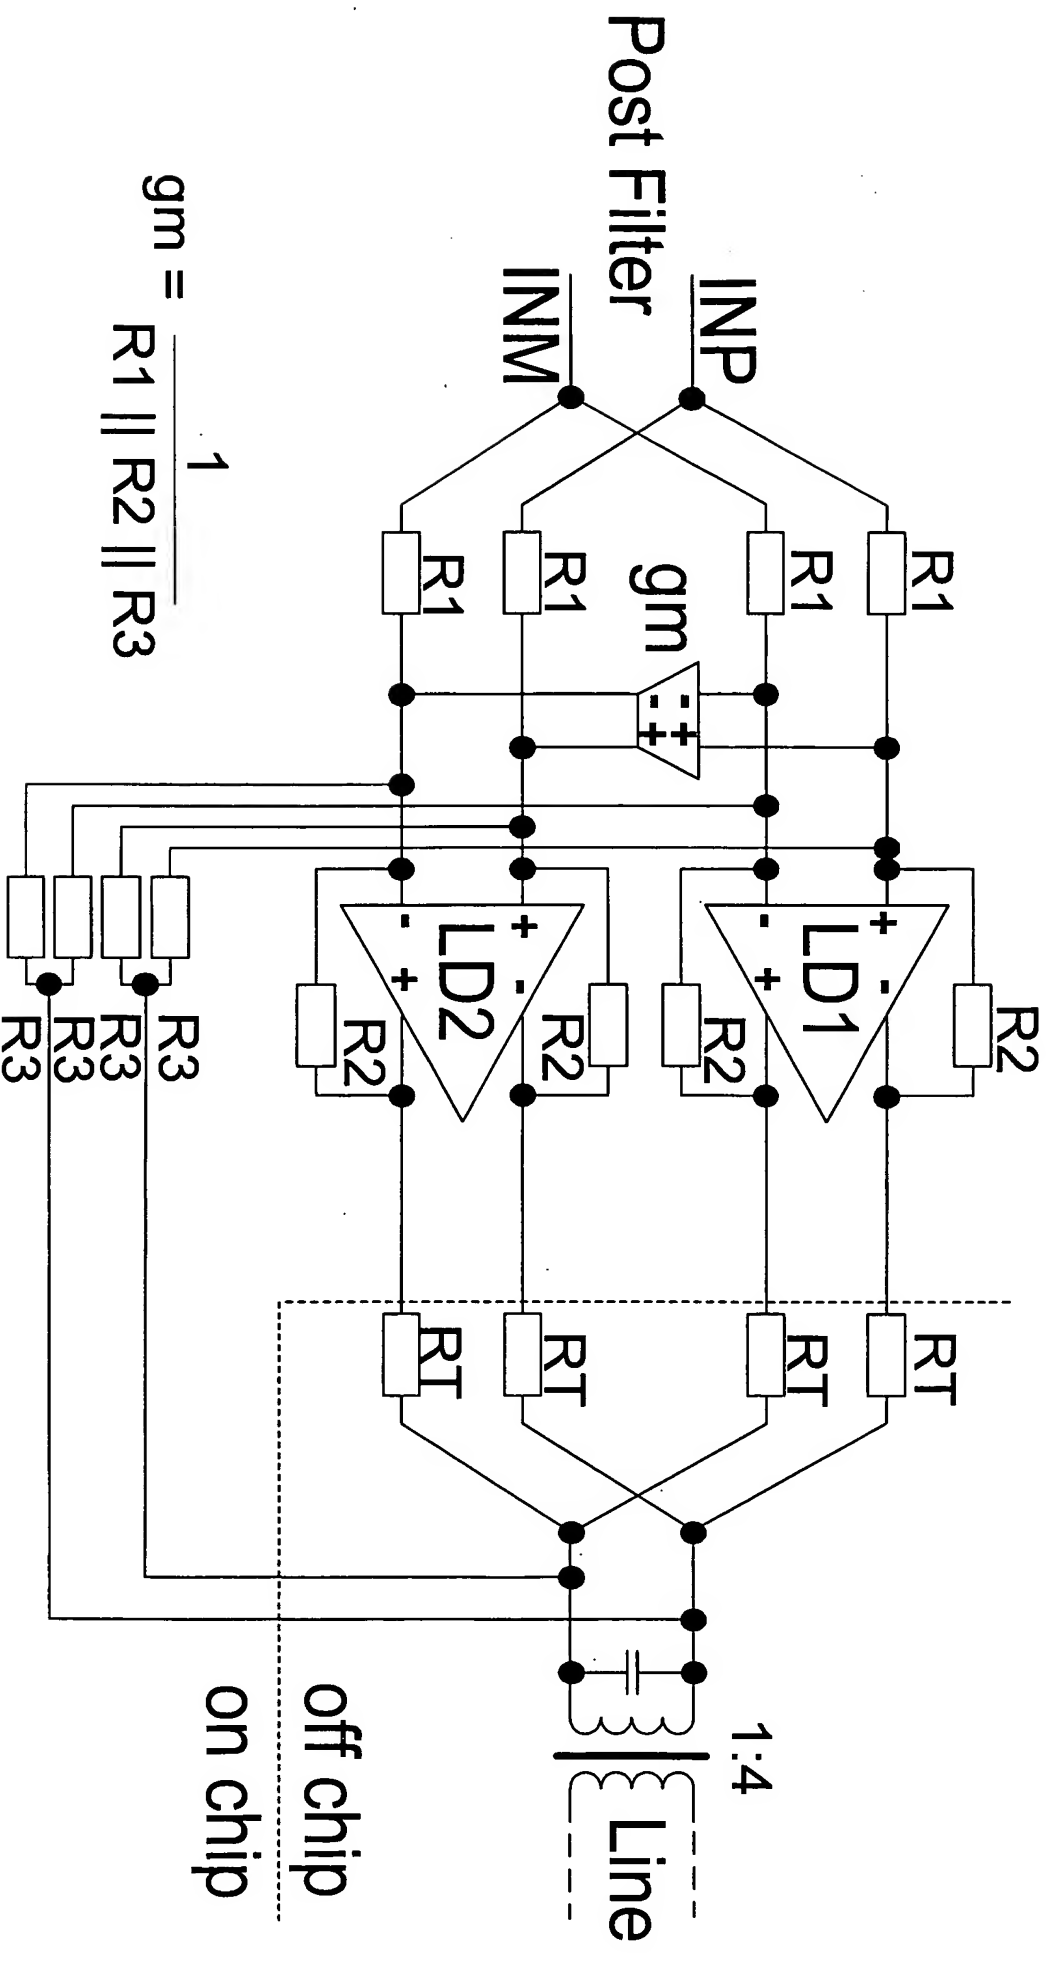 Post Filter
INP
INM
R1
R1
R1
R1
gm
- -
+ +
R2
R2
R2
R2
+ -
LD1
- +
+ -
LD2
- +
R3
R3
R3
R3
RT
RT
RT
RT
1:4
Line
off chip
on chip
gm = 1
R1 || R2 || R3